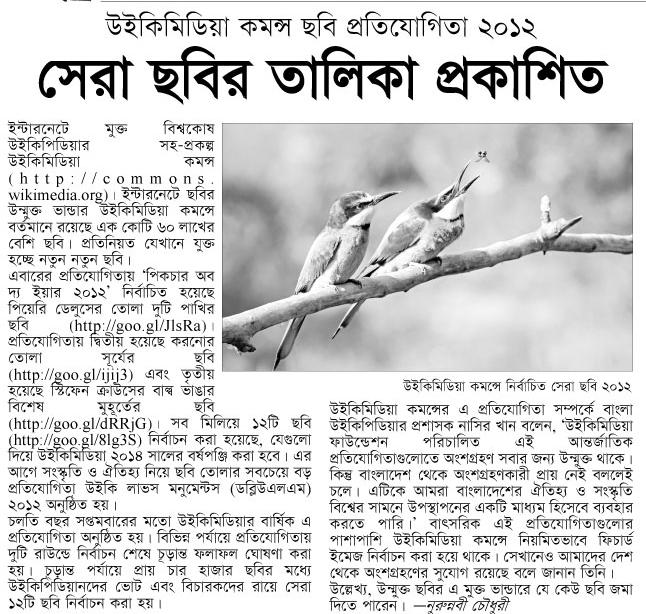 উইকিমিডিয়া কমন্স ছবি প্রতিযোগিতা ২০১২
সেরা ছবির তালিকা প্রকাশিত
ইন্টারনেটে মুক্ত বিশ্বকোষ
উইকিপিডিয়ার সহ-প্রকল্প
উইকিমিডিয়া কমন্স
(http://commons.
wikimedia.org)। ইন্টারনেটে ছবির
উন্মুক্ত ভান্ডার উইকিমিডিয়া কমন্সে
বর্তমানে রয়েছে এক কোটি ৬০ লাখের
বেশি ছবি। প্রতিনিয়ত যেখানে যুক্ত
হচ্ছে নতুন নতুন ছবি।
এবারের প্রতিযোগিতায় ‘পিকচার অব
দ্য ইয়ার ২০১২’ নির্বাচিত হয়েছে
পিয়েরি ডেলুসের তোলা দুটি পাখির
ছবি (http://goo.gl/JlsRa)।
প্রতিযোগিতায় দ্বিতীয় হয়েছে করনোর
তোলা সূর্যের ছবি
(http://goo.gl/ijij3) এবং তৃতীয়
হয়েছে স্টিফেন ক্রাউসের বাল্ব ভাঙার
বিশেষ মুহূর্তের ছবি
(http://goo.gl/dRRjG)। সব মিলিয়ে ১২টি ছবি
(http://goo.gl/8lg3S) নির্বাচন করা হয়েছে, যেগুলো
দিয়ে উইকিমিডিয়া ২০১৪ সালের বর্ষপঞ্জি করা হবে। এর
আগে সংস্কৃতি ও ঐতিহ্য নিয়ে ছবি তোলার সবচেয়ে বড়
প্রতিযোগিতা উইকি লাভস মনুমেন্টস (ডব্লিউএলএম)
২০১২ অনুষ্ঠিত হয়।
চলতি বছর সপ্তমবারের মতো উইকিমিডিয়ার বার্ষিক এ
প্রতিযোগিতা অনুষ্ঠিত হয়। বিভিন্ন পর্যায়ে প্রতিযোগিতায়
দুটি রাউন্ডে নির্বাচন শেষে চূড়ান্ত ফলাফল ঘোষণা করা
হয়। চূড়ান্ত পর্যায়ে প্রায় চার হাজার ছবির মধ্যে
উইকিপিডিয়ানদের ভোট এবং বিচারকদের রায়ে সেরা
১২টি ছবি নির্বাচন করা হয়।
উইকিমিডিয়া কমন্সে নির্বাচিত সেরা ছবি ২০১২
উইকিমিডিয়া কমন্সের এ প্রতিযোগিতা সম্পর্কে বাংলা
উইকিপিডিয়ার প্রশাসক নাসির খান বলেন, ‘উইকিমিডিয়া
ফাউন্ডেশন পরিচালিত এই আন্তর্জাতিক
প্রতিযোগিতাগুলোতে অংশগ্রহণ সবার জন্য উন্মুক্ত থাকে।
কিন্তু বাংলাদেশ থেকে অংশগ্রহণকারী প্রায় নেই বললেই
চলে। এটিকে আমরা বাংলাদেশের ঐতিহ্য ও সংস্কৃতি
বিশ্বের সামনে উপস্থাপনের একটি মাধ্যম হিসেবে ব্যবহার
করতে পারি।’ বাৎসরিক এই প্রতিযোগিতাগুলোর
পাশাপাশি উইকিমিডিয়া কমন্সে নিয়মিতভাবে ফিচার্ড
ইমেজ নির্বাচন করা হয়ে থাকে। সেখানেও আমাদের দেশ
থেকে অংশগ্রহণের সুযোগ রয়েছে বলে জানান তিনি।
উল্লেখ্য, উন্মুক্ত ছবির এ মুক্ত ভান্ডারে যে কেউ ছবি জমা
দিতে পারেন। —নুরুন্নবী চৌধুরী